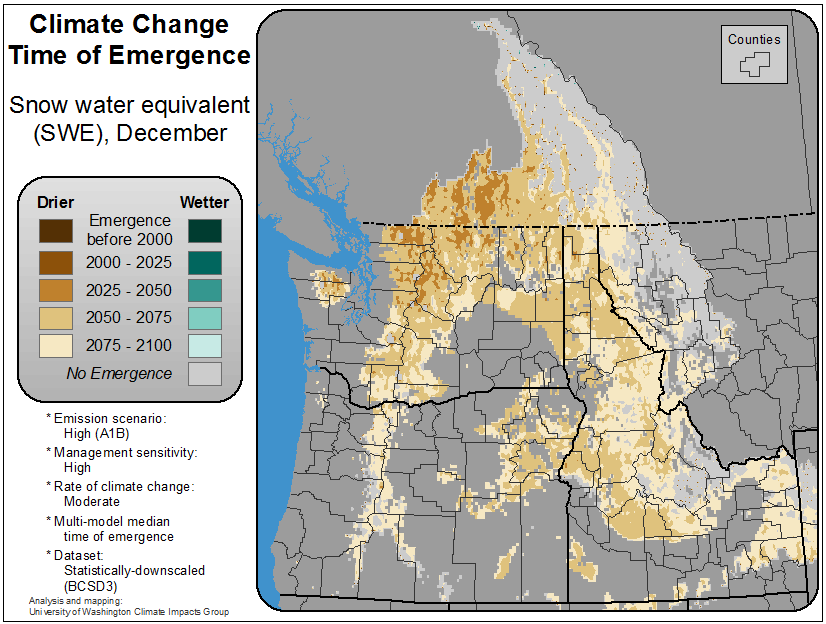 Climate Change
Time of Emergence
Snow water equivalent
(SWE), December
Drier
Wetter
Emergence
before 2000
2000 - 2025
2025 - 2050
2050 - 2075
2075 - 2100
No Emergence
* Emission scenario:
High (A1B)
* Management sensitivity:
High
* Rate of climate change:
Moderate
* Multi-model median
time of emergence
* Dataset:
Statistically-downscaled
(BCSD3)
Analysis and mapping:
University of Washington Climate Impacts Group
Counties